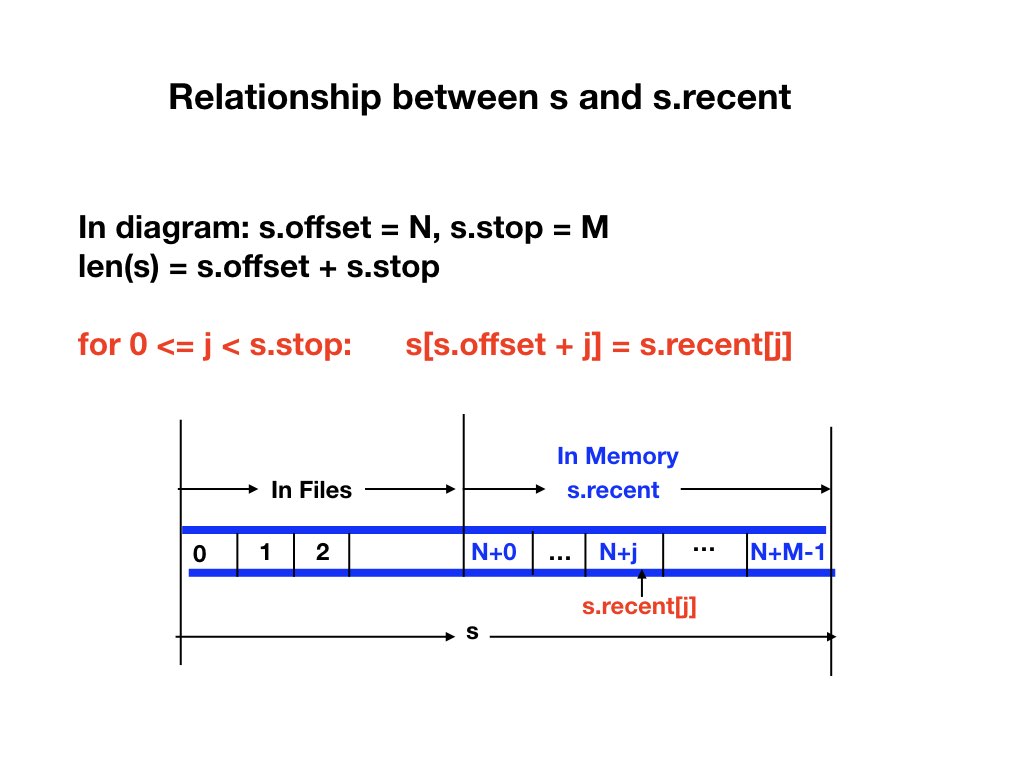 Relationship between s and s.recent
In diagram: s.offset = N, s.stop = M
len(s) = s.offset + s.stop
for 0 <= j < s.stop: s[s.offset + j] = s.recent[j]
In Memory
In Files s.recent
0 1 2 N+0 ... N+j ... N+M-1
s.recent[j]
s